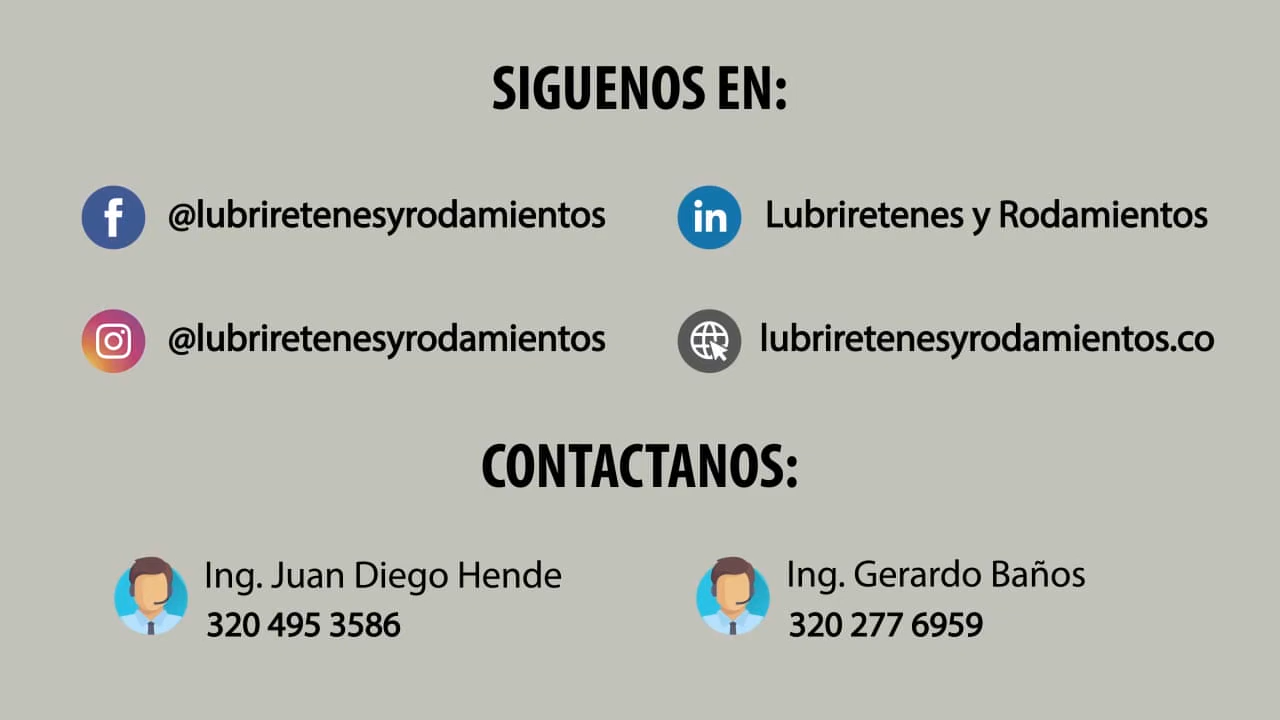 SIGUENOS EN:
@lubriretenesyrodamientos
Lubriretenes y Rodamientos
@lubriretenesyrodamientos
lubriretenesyrodamientos.co
CONTACTANOS:
Ing. Juan Diego Hende
320 495 3586
Ing. Gerardo Baños
320 277 6959